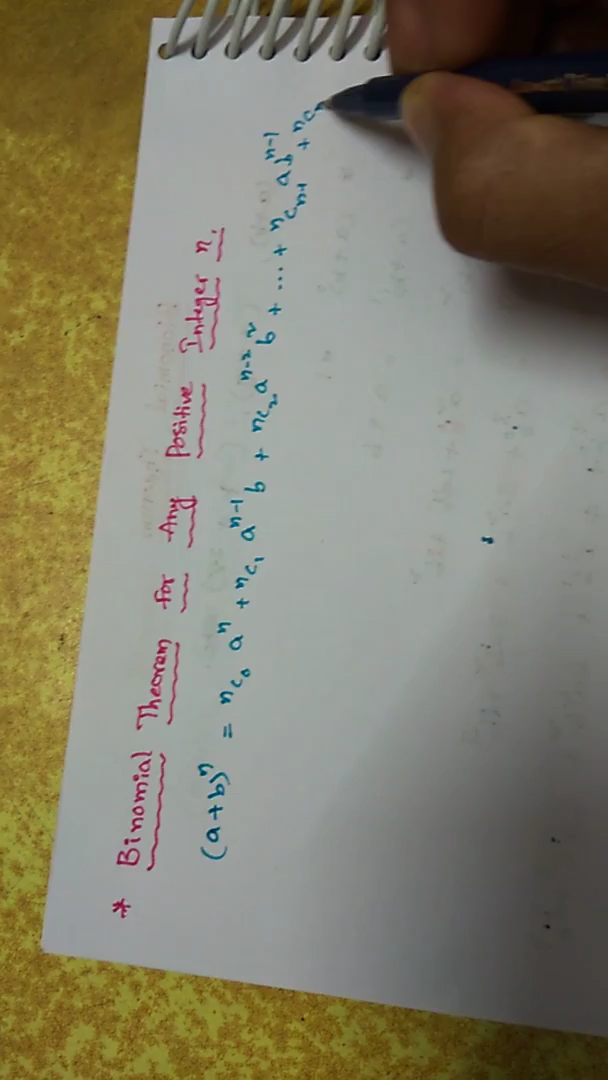 * Binomial Theorem for Any Positive Integer n.
(a+b)ⁿ = ⁿc₀ aⁿ + ⁿc₁ aⁿ⁻¹ b + ⁿc₂ aⁿ⁻² b² + ... + ⁿcₙ₋₁ a bⁿ⁻¹ + ⁿcₙ